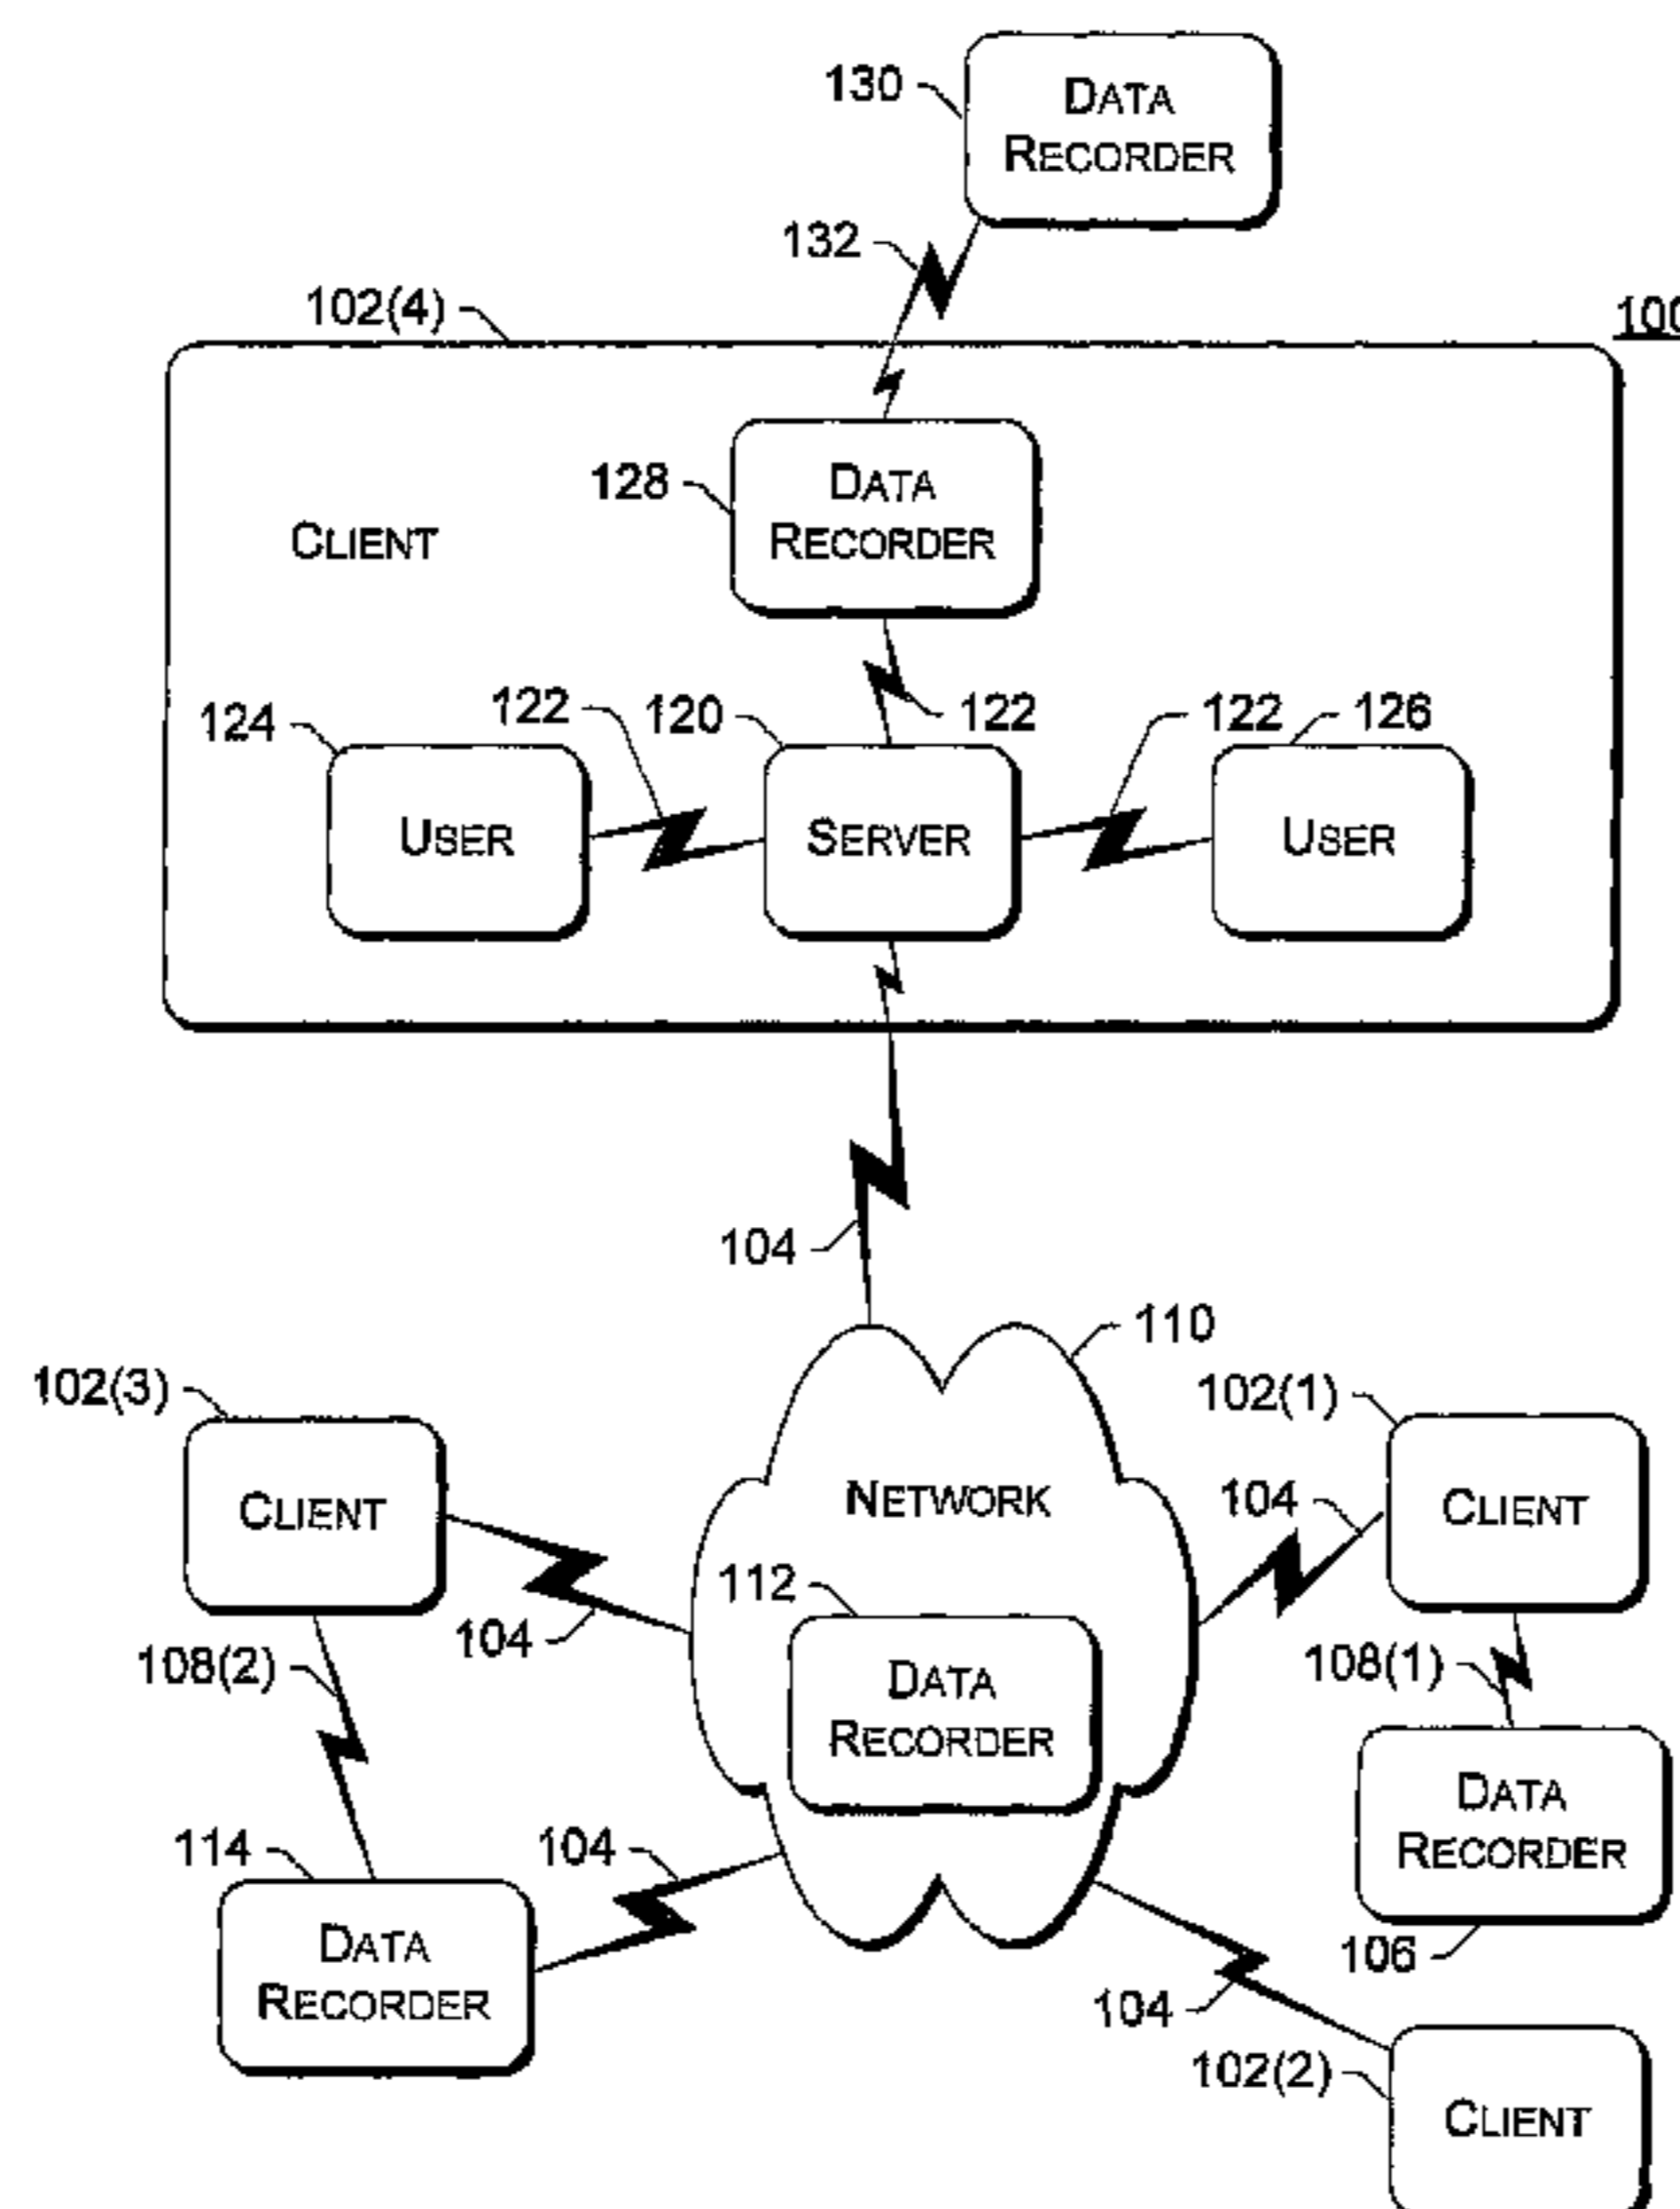 130
DATA
RECORDER
132
102(4)
100
128
DATA
RECORDER
CLIENT
124
122
120
122
122
126
USER
SERVER
USER
104
110
102(3)
102(1)
CLIENT
NETWORK
104
CLIENT
112
104
108(2)
108(1)
DATA
RECORDER
114
104
DATA
RECORDER
DATA
RECORDER
106
104
102(2)
CLIENT